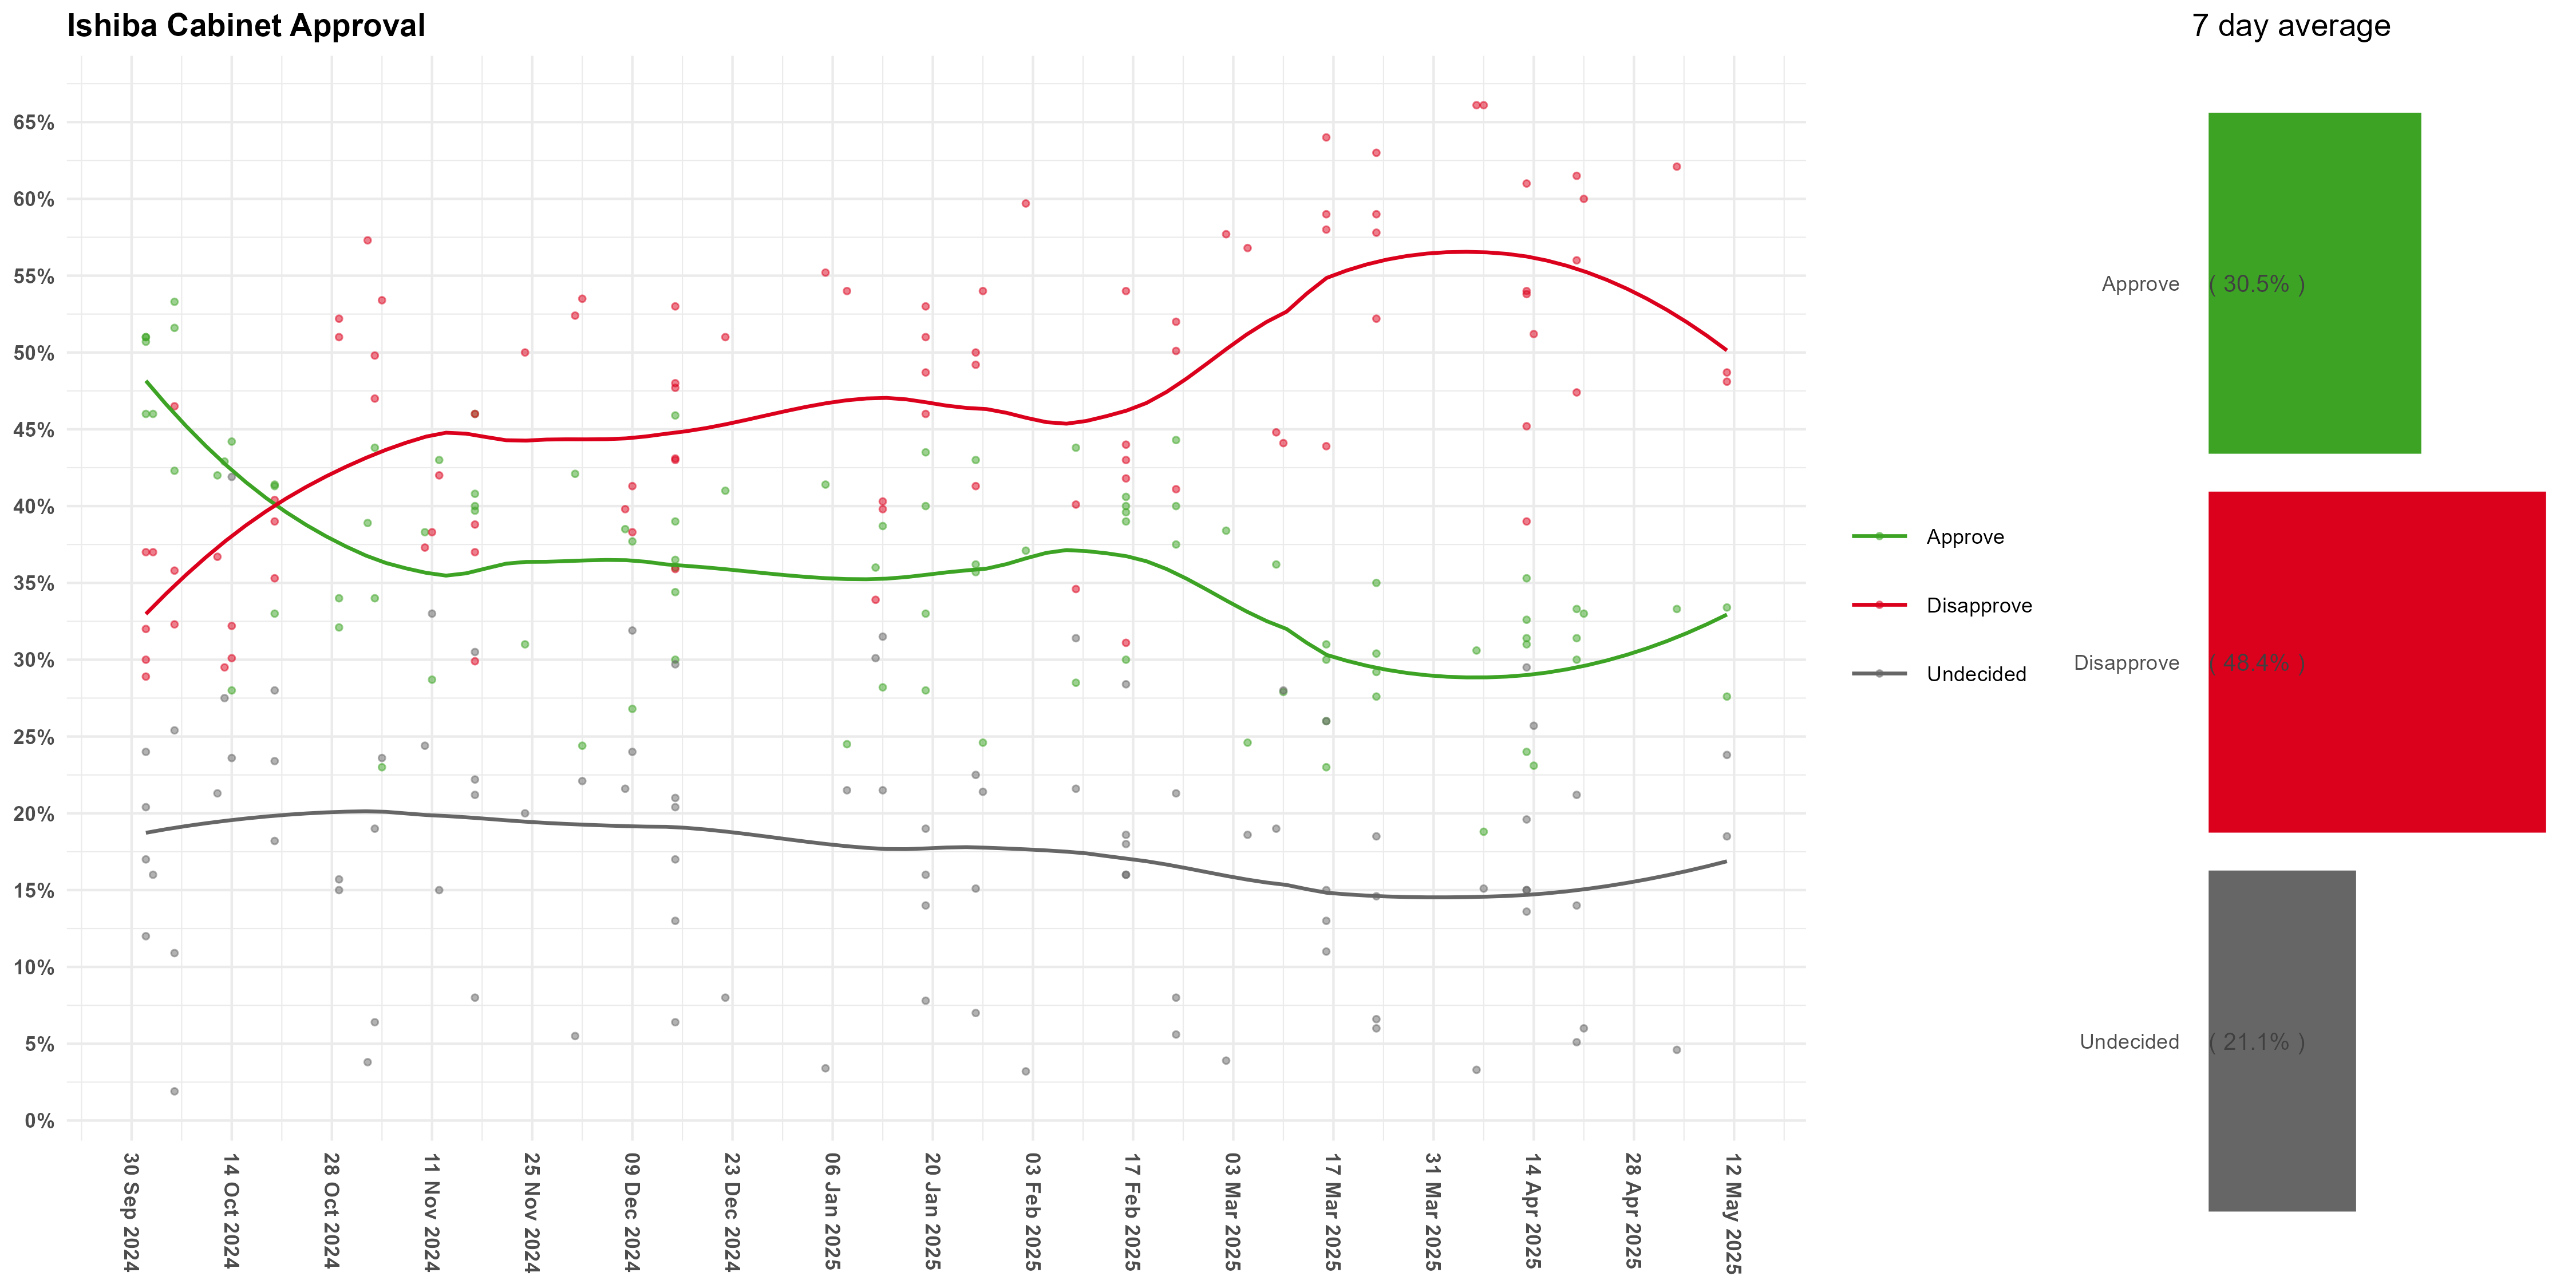 Ishiba Cabinet Approval
65%
60%
55%
50%
45%
40%
35%
30%
25%
20%
15%
10%
5%
0%
30 Sep 2024
14 Oct 2024
28 Oct 2024
11 Nov 2024
25 Nov 2024
09 Dec 2024
23 Dec 2024
06 Jan 2025
20 Jan 2025
03 Feb 2025
17 Feb 2025
03 Mar 2025
17 Mar 2025
31 Mar 2025
14 Apr 2025
28 Apr 2025
12 May 2025
Approve
Disapprove
Undecided
7 day average
Approve ( 30.5% )
Disapprove ( 48.4% )
Undecided ( 21.1% )